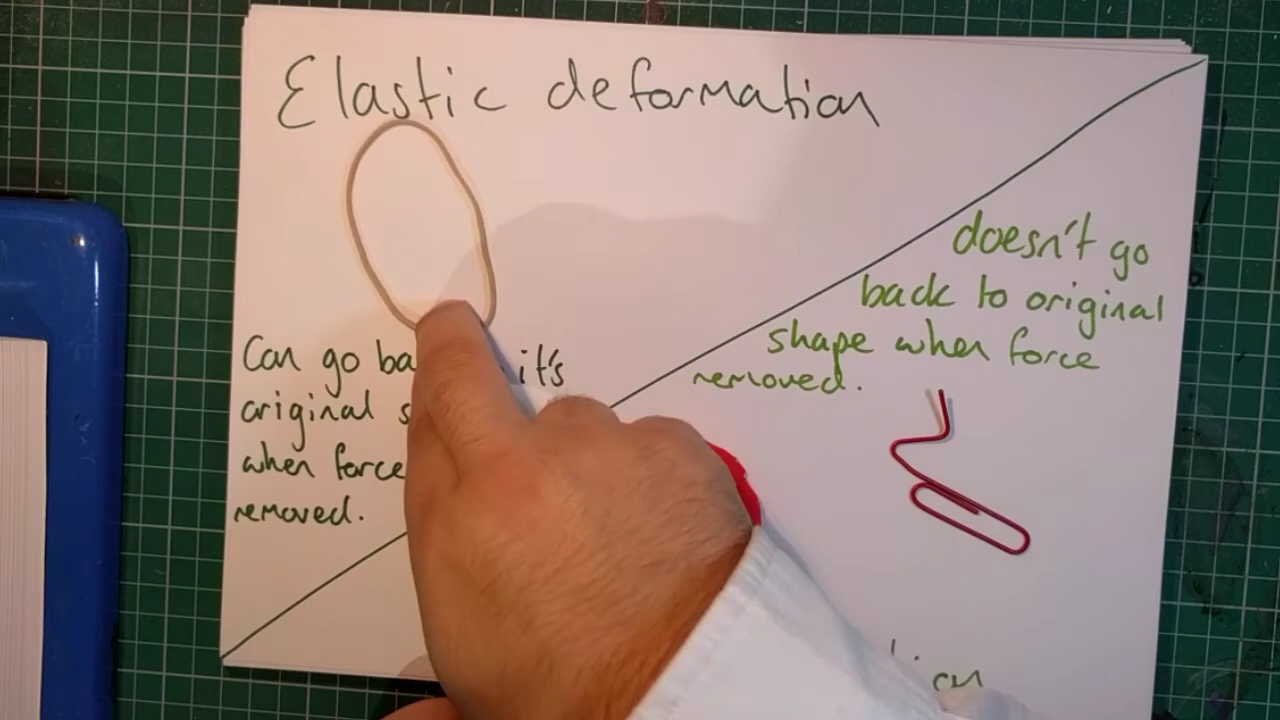 Elastic deformation
Can go ba it's
original s
when force
removed.
doesn't go
back to original
shape when force
removed.